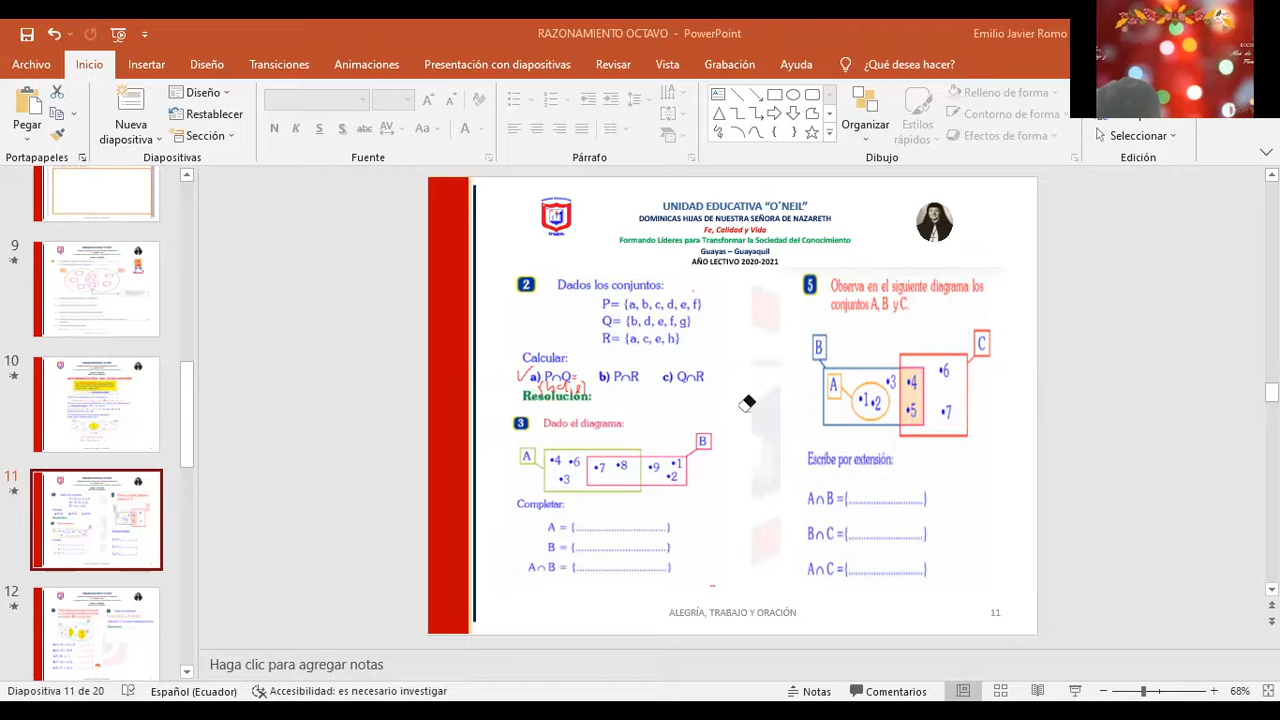 RAZONAMIENTO OCTAVO - PowerPoint
Emilio Javier Romo
Archivo Inicio Insertar Diseño Transiciones Animaciones Presentación con diapositivas Revisar Vista Grabación Ayuda ¿Qué desea hacer?
Pegar
Nueva diapositiva
Diseño
Restablecer
Sección
N K S S abc AV Aa A
Organizar
Estilos rápidos
Relleno de forma
Contorno de forma
Efectos de forma
Seleccionar
Portapapeles Diapositivas Fuente Párrafo Dibujo Edición
9
10
11
12
UNIDAD EDUCATIVA “O´NEIL”
DOMINICAS HIJAS DE NUESTRA SEÑORA DE NAZARETH
Fe, Calidad y Vida
Formando Líderes para Transformar la Sociedad del Conocimiento
Guayas – Guayaquil
AÑO LECTIVO 2020-2021
2 Dados los conjuntos:
P= {a, b, c, d, e, f}
Q= {b, d, e, f, g}
R= {a, c, e, h}
Calcular:
a) P∩Q= b) P∩R c) Q∩R
Resolución:
3 Dado el diagrama:
A B
•4 •6 •3 •7 •8 •9 •1 •2
Completar:
A = {..............................}
B = {..............................}
A∩B = {..............................}
5 Observa en el siguiente diagrama los
conjuntos A, B y C.
B C
A •1 •2 •3 •4 •5 •6 •7
Escribe por extensión:
A∩B ={......................}
B∩C ={......................}
A∩C ={......................}
ALEGRÍA, TRABAJO Y ORACIÓN 11
Haga clic para agregar notas
Diapositiva 11 de 20 Español (Ecuador) Accesibilidad: es necesario investigar Notas Comentarios 68%